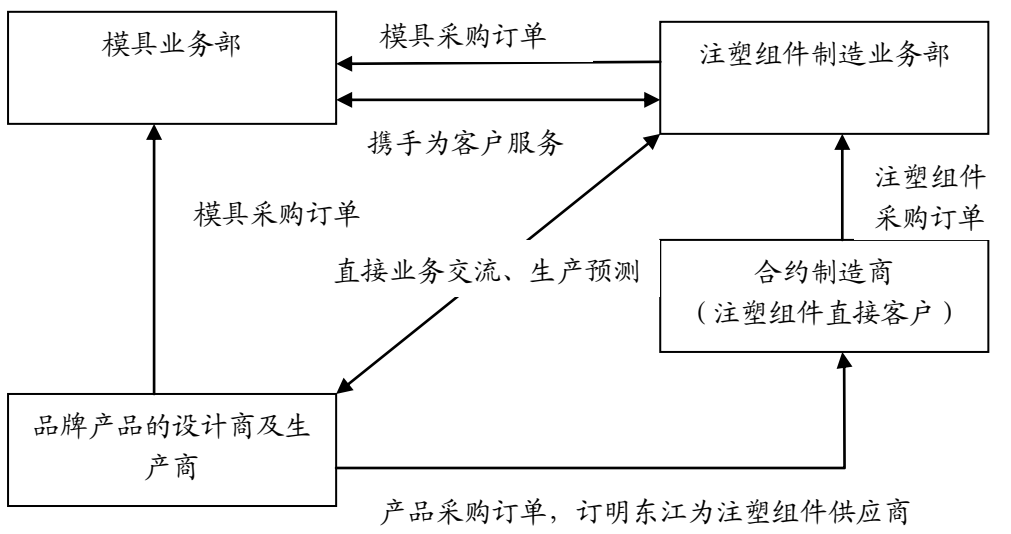 模具业务部
模具采购订单
注塑组件制造业务部
携手为客户服务
注塑组件
采购订单
模具采购订单
直接业务交流、生产预测
合约制造商
（注塑组件直接客户）
品牌产品的设计商及生
产商
产品采购订单，订明东江为注塑组件供应商